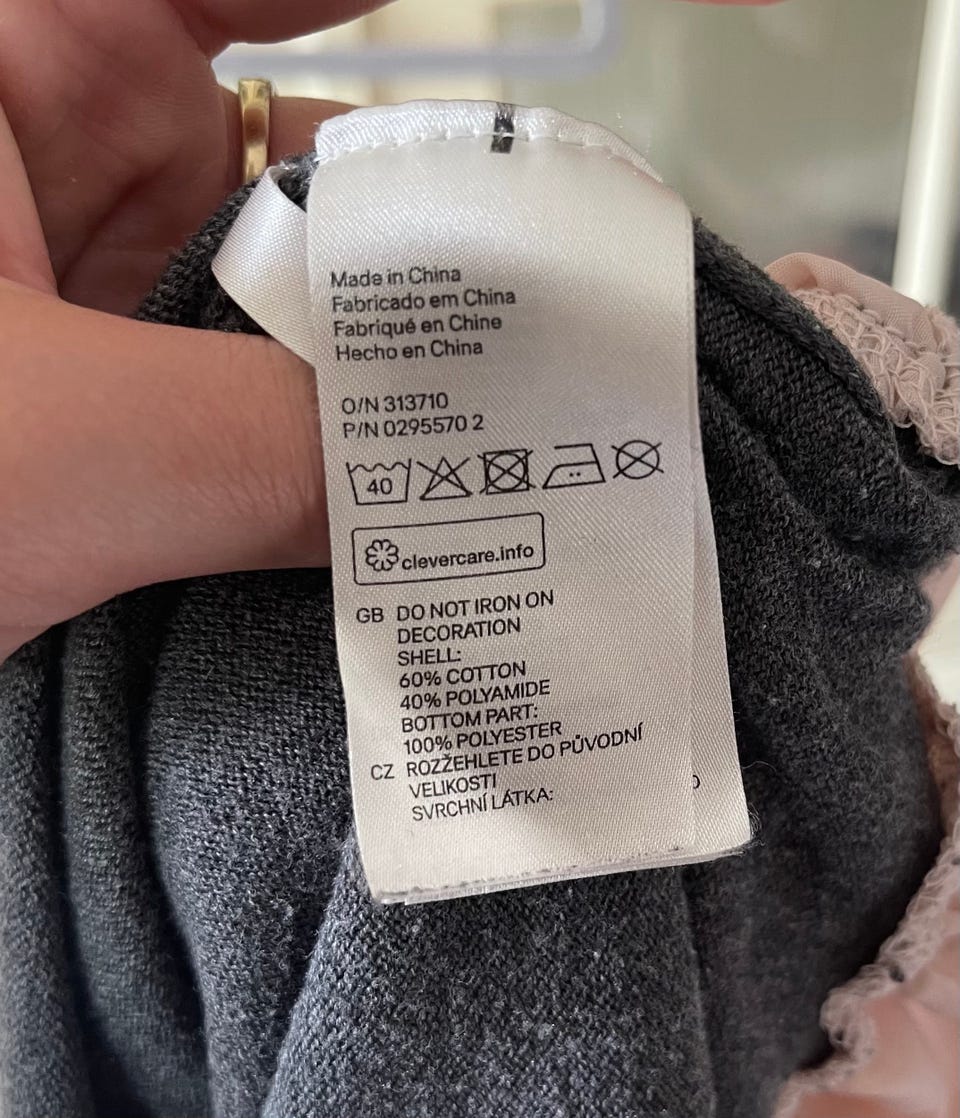 Made in China
Fabricado em China
Fabriqué en Chine
Hecho en China
O/N 313710
P/N 0295570 2
40
clevercare.info
GB DO NOT IRON ON
DECORATION
SHELL:
60% COTTON
40% POLYAMIDE
BOTTOM PART:
100% POLYESTER
CZ ROZŽEHLETE DO PŮVODNÍ
VELIKOSTI
SVRCHNÍ LÁTKA: